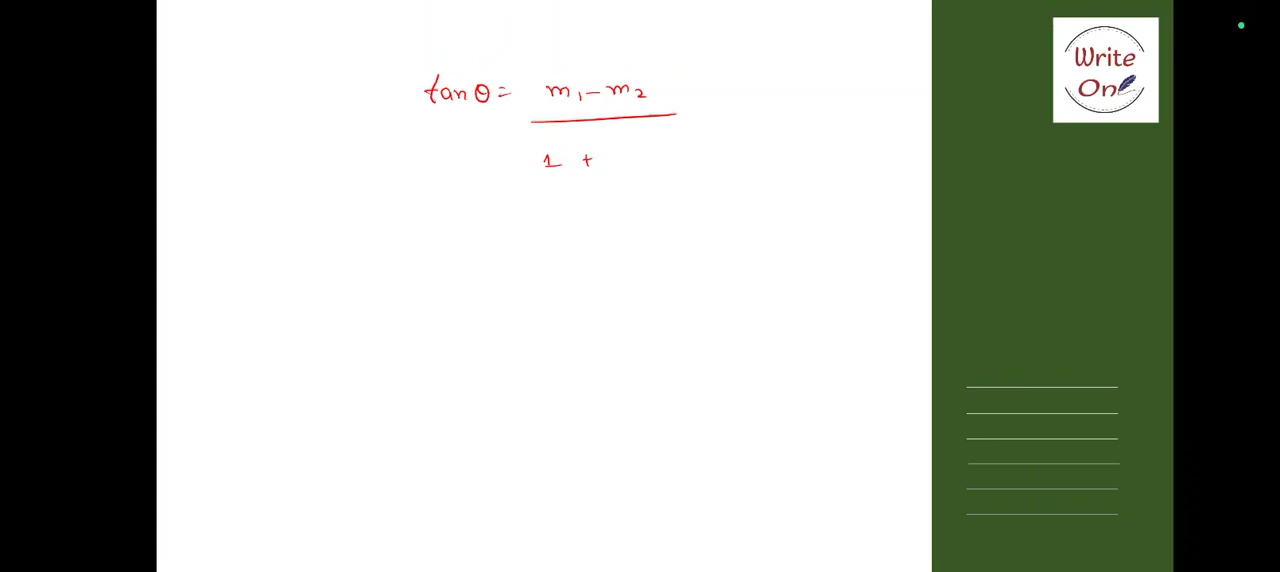 tan θ = m₁ - m₂
1 +
Write
On